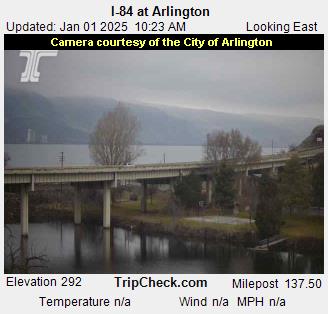 I-84 at Arlington
Updated: Jan 01 2025 10:23 AM Looking East
Camera courtesy of the City of Arlington
Elevation 292 TripCheck.com Milepost 137.50
Temperature n/a Wind n/a MPH n/a